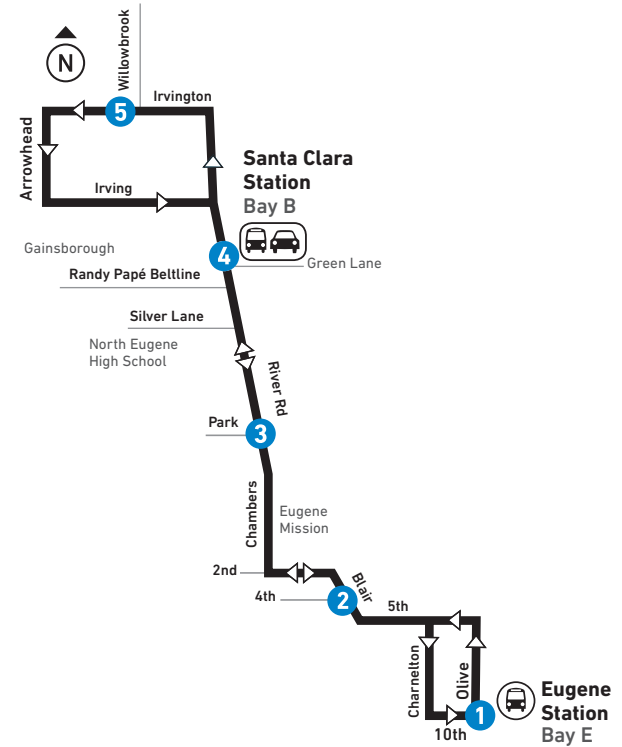 Willowbrook
N
Irvington
5
Arrowhead
Irving
Santa Clara
Station
Bay B
Gainsborough
4
Green Lane
Randy Papé Beltline
Silver Lane
North Eugene
High School
River Rd
Park
3
Chambers
Eugene
Mission
2nd
Blair
4th
2
5th
Charnelton
Olive
1
10th
Eugene
Station
Bay E